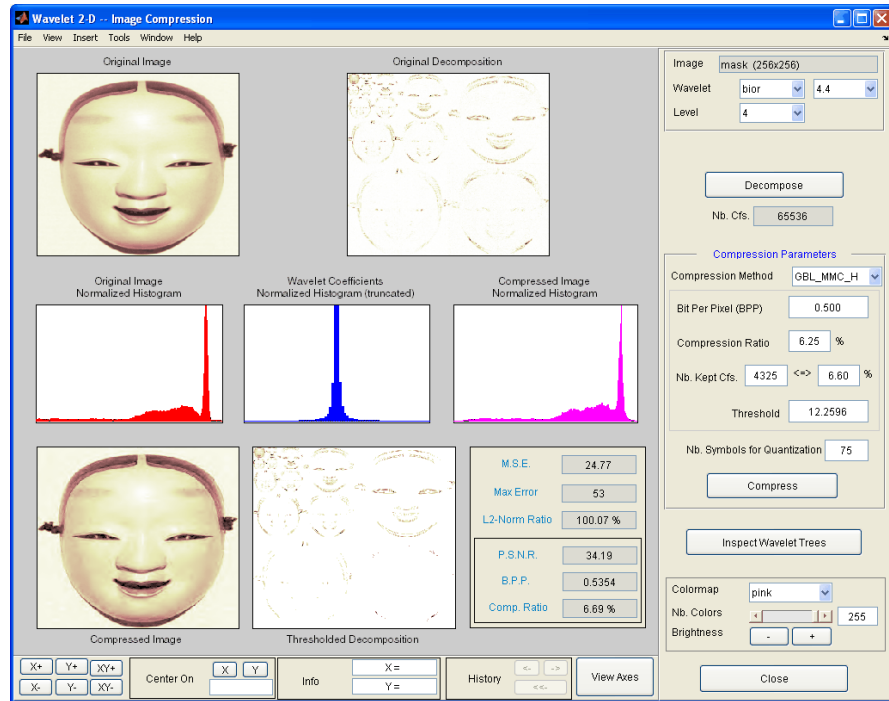 Wavelet 2-D -- Image Compression
File View Insert Tools Window Help
Original Image
Original Decomposition
Original Image
Normalized Histogram
Wavelet Coefficients
Normalized Histogram (truncated)
Compressed Image
Normalized Histogram
M.S.E. 24.77
Max Error 53
L2-Norm Ratio 100.07 %
P.S.N.R. 34.19
B.P.P. 0.5354
Comp. Ratio 6.69 %
Compressed Image
Thresholded Decomposition
Image mask (256x256)
Wavelet bior 4.4
Level 4
Decompose
Nb. Cfs. 65536
Compression Parameters
Compression Method GBL_MMC_H
Bit Per Pixel (BPP) 0.500
Compression Ratio 6.25 %
Nb. Kept Cfs. 4325 <=> 6.60 %
Threshold 12.2596
Nb. Symbols for Quantization 75
Compress
Inspect Wavelet Trees
Colormap pink
Nb. Colors 255
Brightness - +
Close
X+ Y+ XY+
X- Y- XY-
Center On X Y
Info X =
Y =
History <- ->
<<-
View Axes